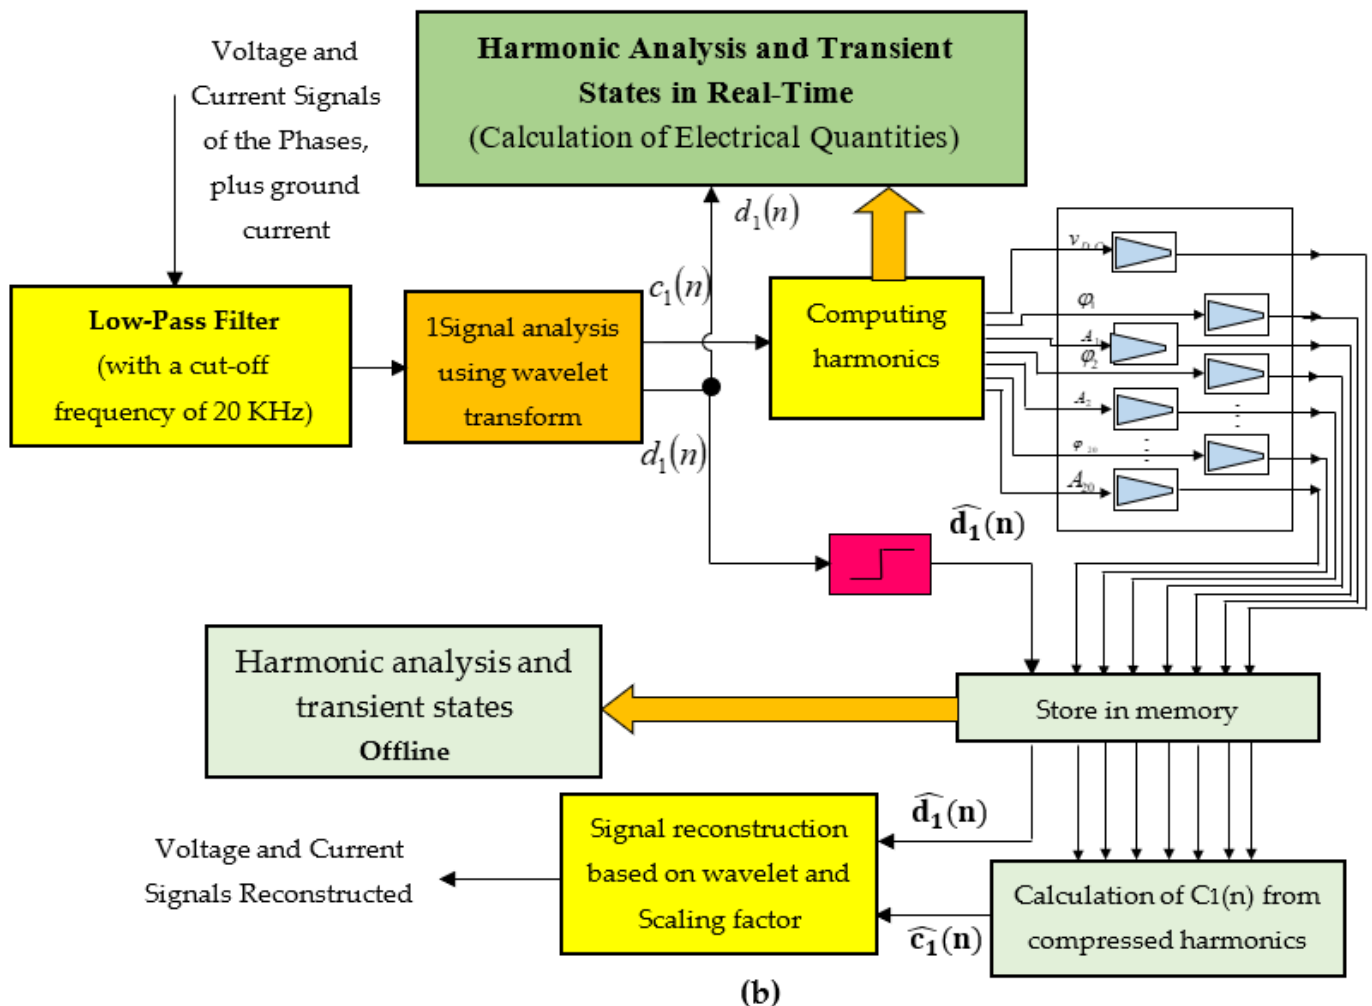 Voltage and
Current Signals
of the Phases,
plus ground
current
Harmonic Analysis and Transient
States in Real-Time
(Calculation of Electrical Quantities)
d₁(n)
c₁(n)
Low-Pass Filter
(with a cut-off
frequency of 20 KHz)
1Signal analysis
using wavelet
transform
d₁(n)
Computing
harmonics
φ₁
A₁
φ₂
A₂
φ₂₀
A₂₀
d̂₁(n)
Harmonic analysis and
transient states
Offline
Store in memory
d̂₁(n)
Signal reconstruction
based on wavelet and
Scaling factor
Voltage and Current
Signals Reconstructed
ĉ₁(n)
Calculation of C1(n) from
compressed harmonics
(b)